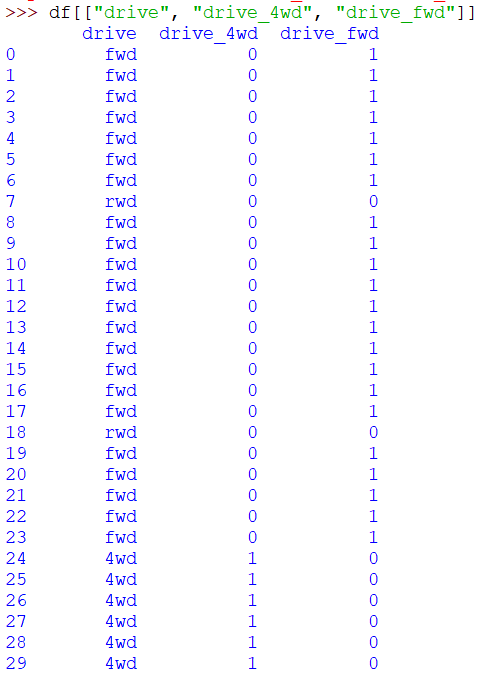 >>> df[["drive", "drive_4wd", "drive_fwd"]]
drive drive_4wd drive_fwd
0 fwd 0 1
1 fwd 0 1
2 fwd 0 1
3 fwd 0 1
4 fwd 0 1
5 fwd 0 1
6 fwd 0 1
7 rwd 0 0
8 fwd 0 1
9 fwd 0 1
10 fwd 0 1
11 fwd 0 1
12 fwd 0 1
13 fwd 0 1
14 fwd 0 1
15 fwd 0 1
16 fwd 0 1
17 fwd 0 1
18 rwd 0 0
19 fwd 0 1
20 fwd 0 1
21 fwd 0 1
22 fwd 0 1
23 fwd 0 1
24 4wd 1 0
25 4wd 1 0
26 4wd 1 0
27 4wd 1 0
28 4wd 1 0
29 4wd 1 0